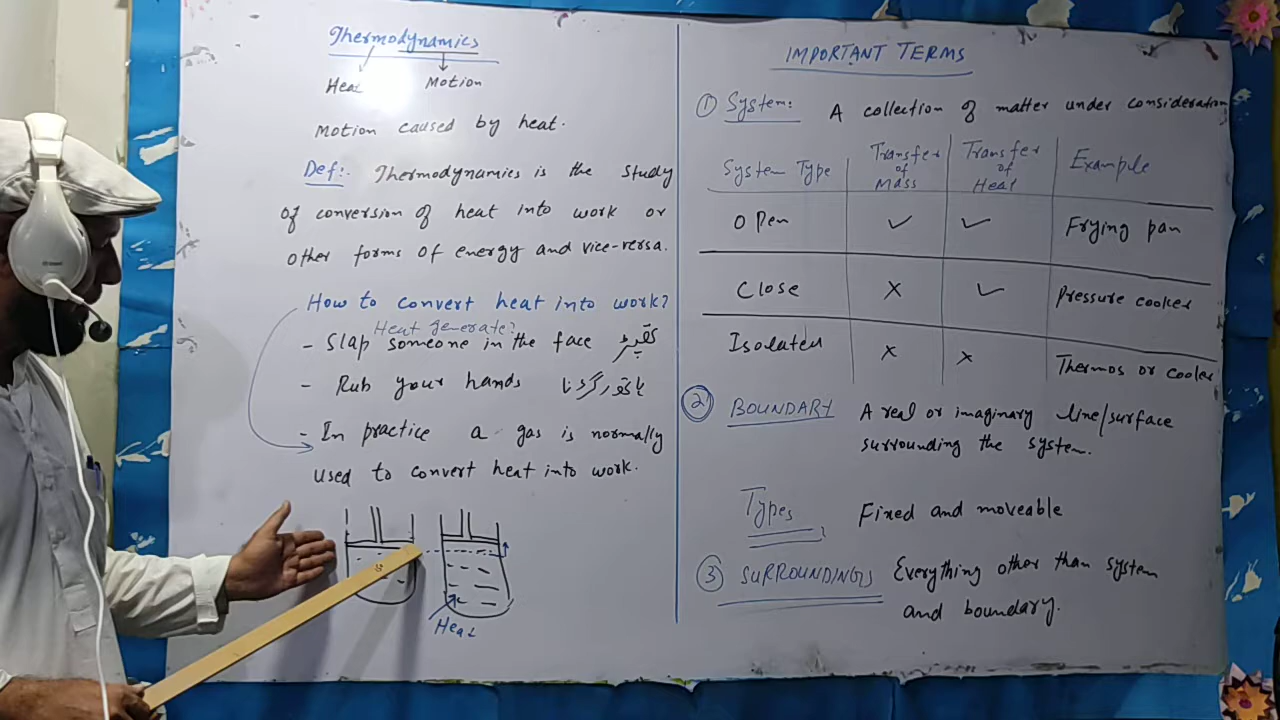 Thermodynamics
Heat Motion
Motion caused by heat.
Def:- Thermodynamics is the study
of conversion of heat into work or
other forms of energy and vice-versa.
How to convert heat into work?
Heat generate?
- Slap someone in the face تھپڑ
- Rub your hands ہاتھ رگڑنا
- In practice a gas is normally
used to convert heat into work.
Heat
IMPORTANT TERMS
① System: A collection of matter under consideration
System Type Transfer of Mass Transfer of Heat Example
Open ✓ ✓ Frying pan
Close × ✓ pressure cooker
Isolated × × Thermos or cooler
② BOUNDARY A real or imaginary line/surface
surrounding the system.
Types Fixed and moveable
③ SURROUNDINGS Everything other than system
and boundary.